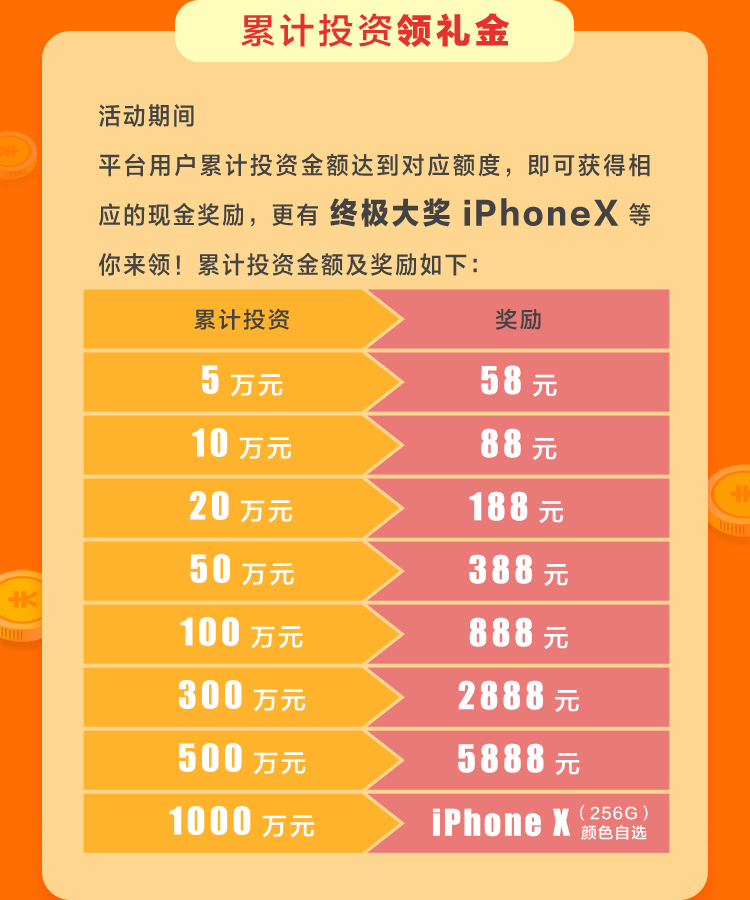 累计投资领礼金
活动期间
平台用户累计投资金额达到对应额度，即可获得相
应的现金奖励，更有 终极大奖 iPhoneX 等
你来领！累计投资金额及奖励如下：
累计投资 奖励
5 万元 58 元
10 万元 88 元
20 万元 188 元
50 万元 388 元
100 万元 888 元
300 万元 2888 元
500 万元 5888 元
1000 万元 iPhone X （256G）
颜色自选